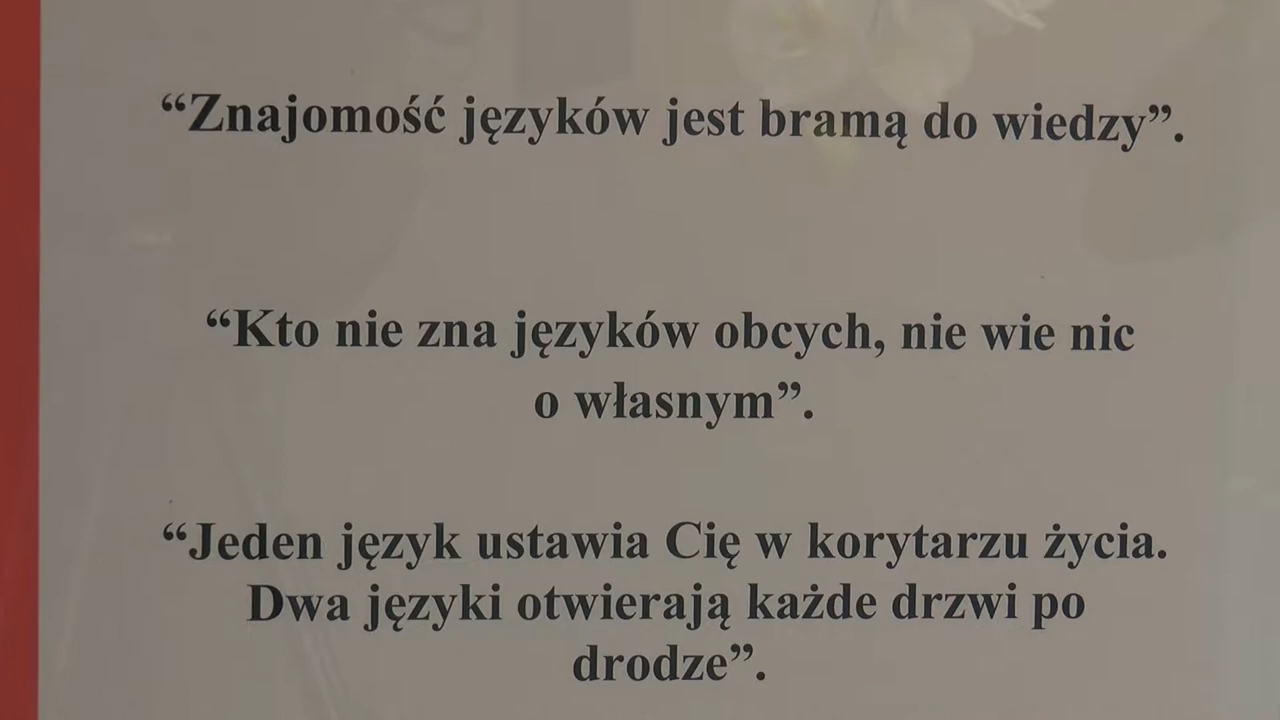 “Znajomość języków jest bramą do wiedzy”.
“Kto nie zna języków obcych, nie wie nic
o własnym”.
“Jeden język ustawia Cię w korytarzu życia.
Dwa języki otwierają każde drzwi po
drodze”.